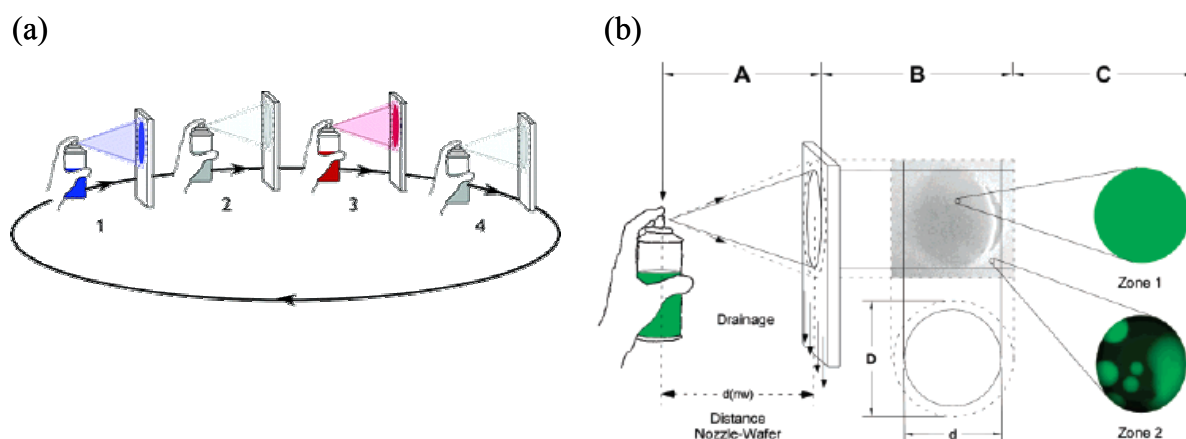 (a)
1
2
3
4
(b)
A
B
C
Zone 1
Drainage
D
d(nw)
Distance
Nozzle-Wafer
d
Zone 2